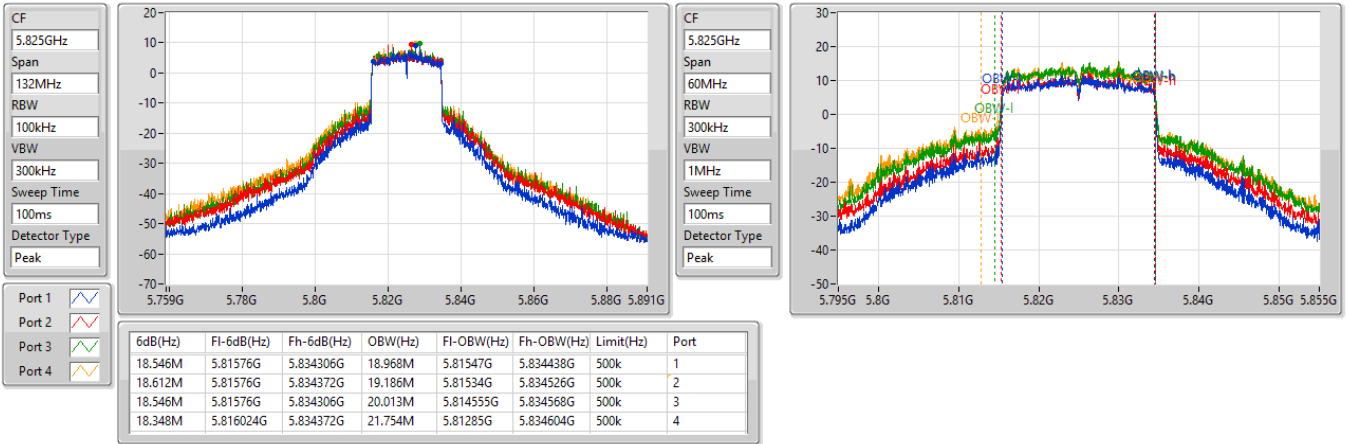 CF
5.825GHz
Span
132MHz
RBW
100kHz
VBW
300kHz
Sweep Time
100ms
Detector Type
Peak
20
10
0
-10
-20
-30
-40
-50
-60
-70
5.759G 5.78G 5.8G 5.82G 5.84G 5.86G 5.88G 5.891G
CF
5.825GHz
Span
60MHz
RBW
300kHz
VBW
1MHz
Sweep Time
100ms
Detector Type
Peak
30
20
10
0
-10
-20
-30
-40
-50
OBW-l
OBW-
5.795G 5.8G 5.81G 5.82G 5.83G 5.84G 5.85G 5.855G
Port 1
Port 2
Port 3
Port 4
6dB(Hz) Fl-6dB(Hz) Fh-6dB(Hz) OBW(Hz) Fl-OBW(Hz) Fh-OBW(Hz) Limit(Hz) Port
18.546M 5.81576G 5.834306G 18.968M 5.81547G 5.834438G 500k 1
18.612M 5.81576G 5.834372G 19.186M 5.81534G 5.834526G 500k 2
18.546M 5.81576G 5.834306G 20.013M 5.814555G 5.834568G 500k 3
18.348M 5.816024G 5.834372G 21.754M 5.81285G 5.834604G 500k 4